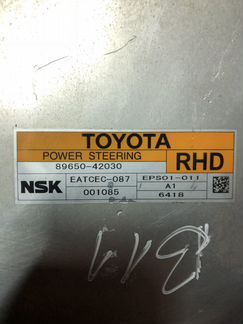 TOYOTA
POWER STEERING
89650-42030
RHD
NSK
EATCEC-087
EPS01-011
001085
A1
6418